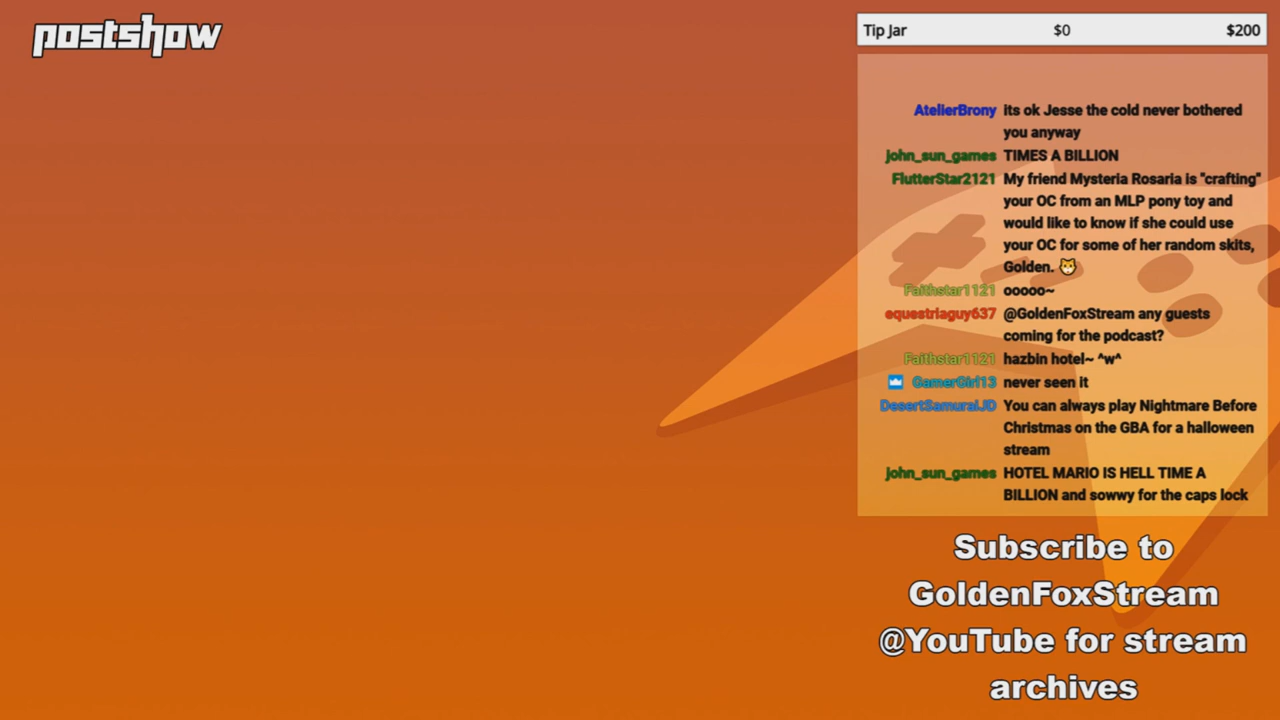 postshow
Tip Jar $0 $200
AtelierBrony its ok Jesse the cold never bothered
you anyway
john_sun_games TIMES A BILLION
FlutterStar2121 My friend Mysteria Rosaria is "crafting"
your OC from an MLP pony toy and
would like to know if she could use
your OC for some of her random skits,
Golden. 🐱
Faithstar1121 ooooo~
equestriaguy637 @GoldenFoxStream any guests
coming for the podcast?
Faithstar1121 hazbin hotel~ ^w^
GamerGirl13 never seen it
DesertSamuraiJD You can always play Nightmare Before
Christmas on the GBA for a halloween
stream
john_sun_games HOTEL MARIO IS HELL TIME A
BILLION and sowwy for the caps lock
Subscribe to
GoldenFoxStream
@YouTube for stream
archives